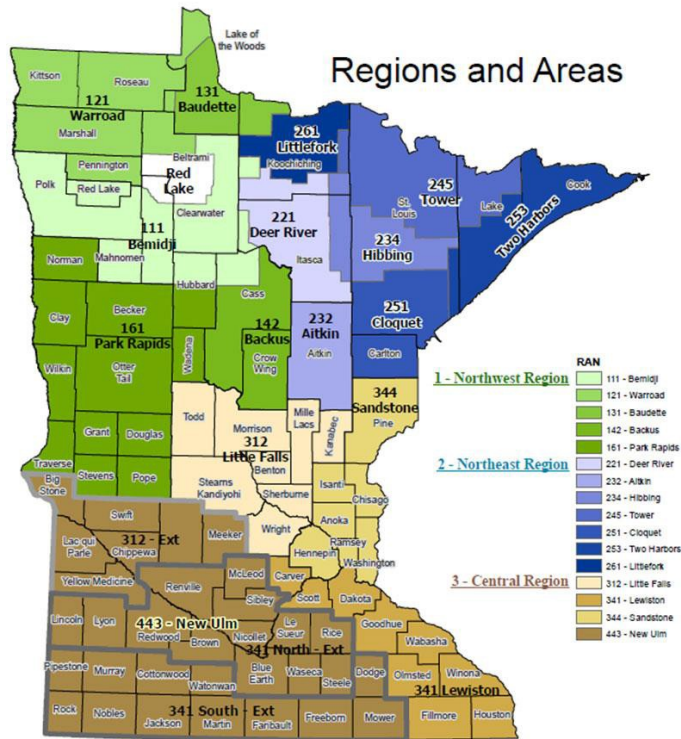 Regions and Areas
Lake of
the Woods
Kittson
Roseau
121
Warroad
131
Baudette
Marshall
261
Littlefork
Koochiching
Pennington
Beltrami
Red
Lake
Polk
Red Lake
Clearwater
245
Tower
St.
Louis
Lake
Cook
253
Two Harbors
111
Bemidji
221
Deer River
Itasca
234
Hibbing
Norman
Mahnomen
Hubbard
Cass
Clay
Becker
161
Park Rapids
142
Backus
232
Aitkin
Aitkin
251
Cloquet
Carlton
Wilkin
Otter
Tail
Wadena
Crow
Wing
344
Sandstone
Pine
Todd
Morrison
312
Little Falls
Mille
Lacs
Kanabec
Grant
Douglas
Benton
Traverse
Stevens
Pope
Stearns
Kandiyohi
Sherburne
Isanti
Chisago
Big
Stone
Swift
312 - Ext
Meeker
Wright
Anoka
Ramsey
Hennepin
Washington
Lac qui
Parle
Chippewa
Yellow Medicine
Renville
McLeod
Carver
Scott
Dakota
Sibley
Goodhue
Lincoln
Lyon
443 - New Ulm
Redwood
Brown
Nicollet
Le
Sueur
Rice
341 North - Ext
Wabasha
Pipestone
Murray
Cottonwood
Watonwan
Blue
Earth
Waseca
Steele
Dodge
Olmsted
Winona
341 Lewiston
Rock
Nobles
341 South - Ext
Jackson
Martin
Faribault
Freeborn
Mower
Fillmore
Houston
RAN
1 - Northwest Region
111 - Bemidji
121 - Warroad
131 - Baudette
142 - Backus
161 - Park Rapids
2 - Northeast Region
221 - Deer River
232 - Aitkin
234 - Hibbing
245 - Tower
251 - Cloquet
253 - Two Harbors
261 - Littlefork
3 - Central Region
312 - Little Falls
341 - Lewiston
344 - Sandstone
443 - New Ulm